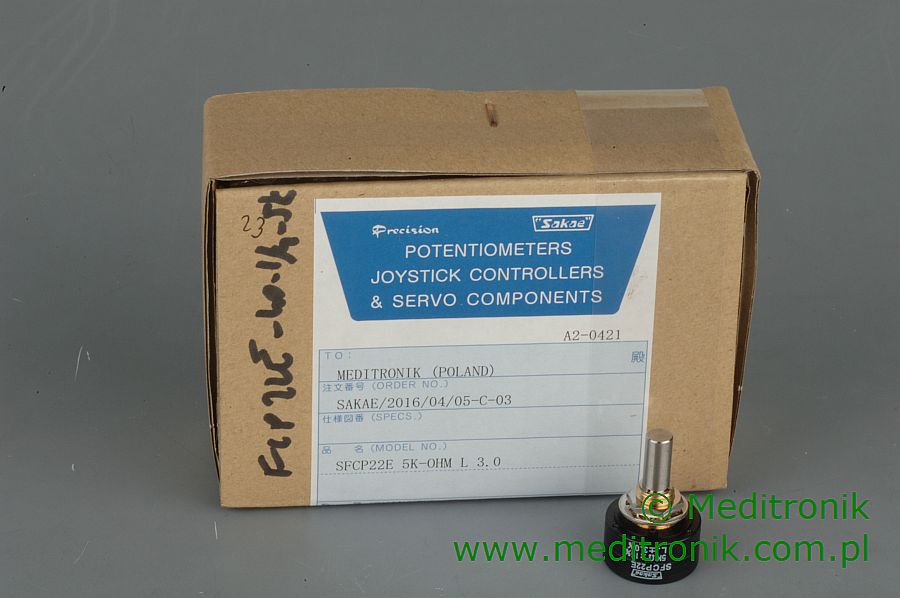 Precision
"Sakae"
POTENTIOMETERS
JOYSTICK CONTROLLERS
& SERVO COMPONENTS
A2-0421
TO:
殿
MEDITRONIK (POLAND)
注文番号 (ORDER NO.)
SAKAE/2016/04/05-C-03
仕様図番 (SPECS.)
品 名 (MODEL NO.)
SFCP22E 5K-OHM L 3.0
23
© Meditronik
www.meditronik.com.pl
SFCP22E
Sakae